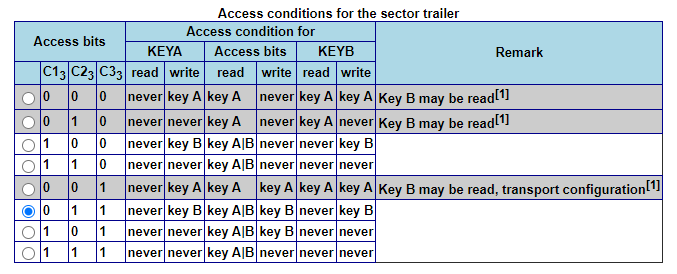 Access conditions for the sector trailer
Access bits Access condition for Remark
KEYA Access bits KEYB
C13 C23 C33 read write read write read write
0 0 0 never key A key A never key A key A Key B may be read[1]
0 1 0 never never key A never key A never Key B may be read[1]
1 0 0 never key B key A|B never never key B
1 1 0 never never key A|B never never never
0 0 1 never key A key A key A key A key A Key B may be read, transport configuration[1]
0 1 1 never key B key A|B key B never key B
1 0 1 never never key A|B key B never never
1 1 1 never never key A|B never never never